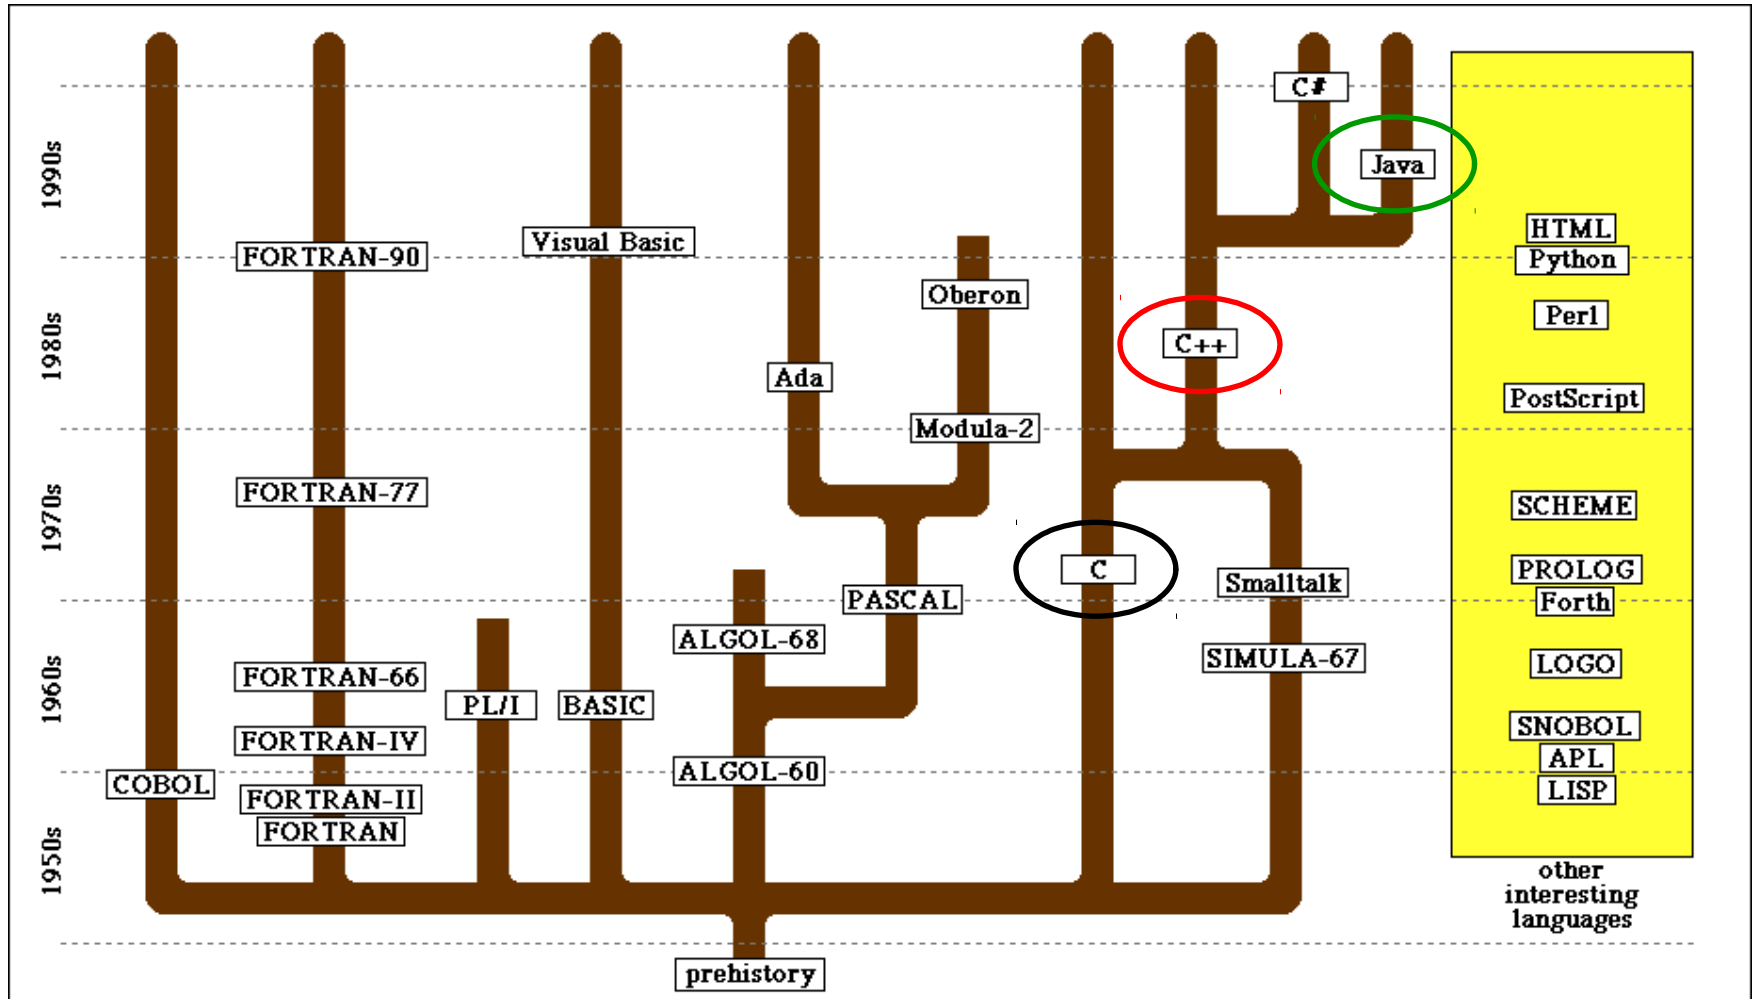 C#
1990s
Java
HTML
Visual Basic
FORTRAN-90
Python
Oberon
Perl
1980s
C++
Ada
PostScript
Modula-2
FORTRAN-77
SCHEME
1970s
C
PROLOG
Smalltalk
PASCAL
Forth
ALGOL-68
SIMULA-67
LOGO
1960s
FORTRAN-66
PL/I
BASIC
SNOBOL
FORTRAN-IV
APL
ALGOL-60
COBOL
LISP
FORTRAN-II
FORTRAN
1950s
other
interesting
languages
prehistory